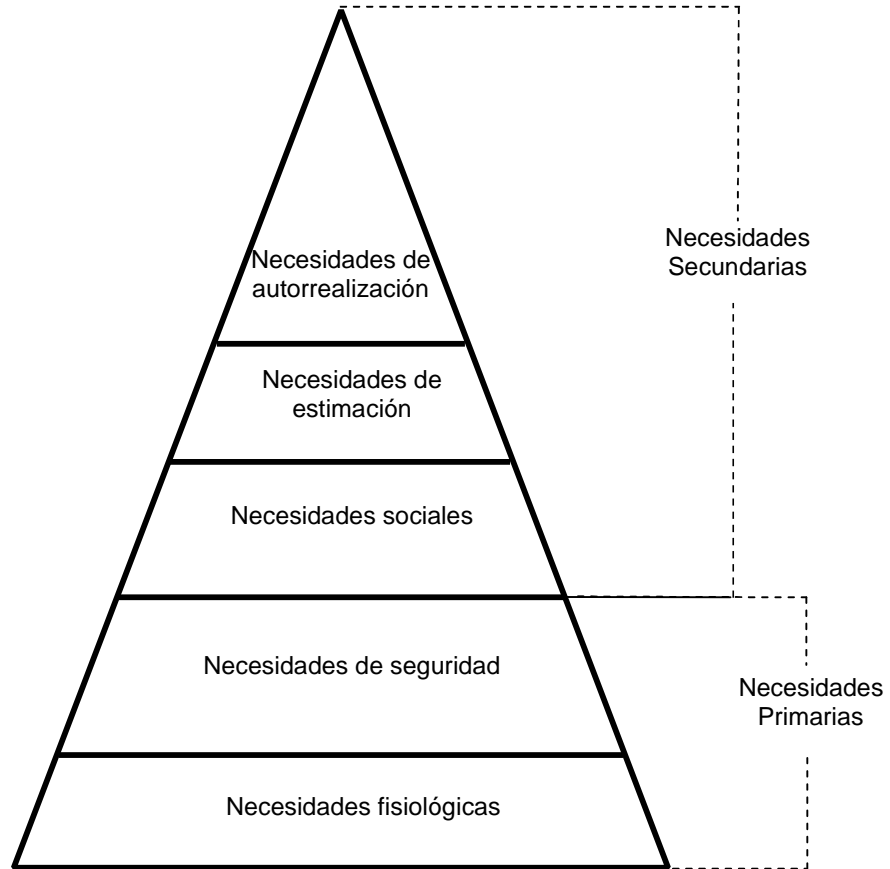 Necesidades
Secundarias
Necesidades de
autorrealización
Necesidades de
estimación
Necesidades sociales
Necesidades de seguridad
Necesidades
Primarias
Necesidades fisiológicas